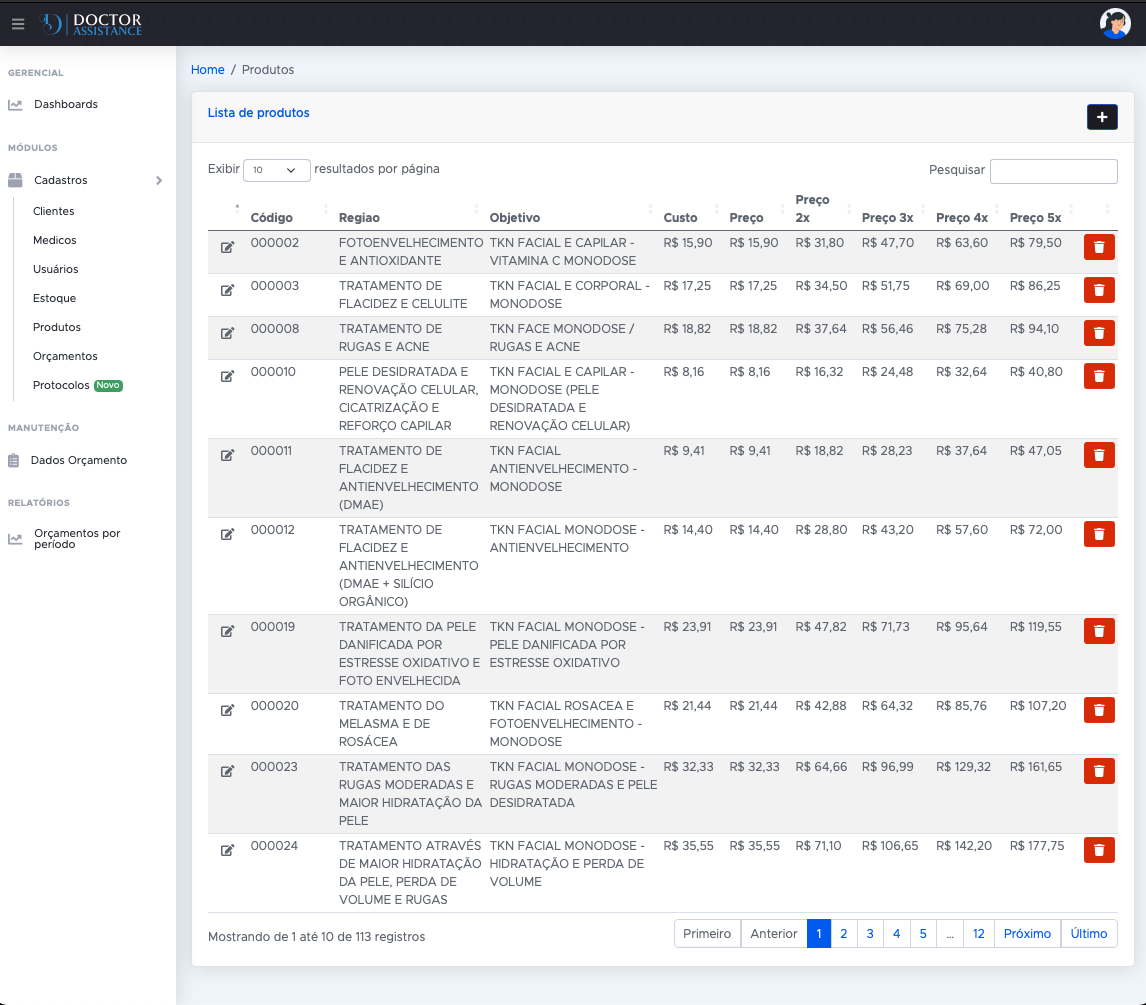 DOCTOR
ASSISTANCE
GERENCIAL
Dashboards
MÓDULOS
Cadastros
Clientes
Medicos
Usuários
Estoque
Produtos
Orçamentos
Protocolos Novo
MANUTENÇÃO
Dados Orçamento
RELATÓRIOS
Orçamentos por
período
Home / Produtos
Lista de produtos
+
Exibir 10 resultados por página
Pesquisar
Código Regiao Objetivo Custo Preço Preço 2x Preço 3x Preço 4x Preço 5x
000002 FOTOENVELHECIMENTO TKN FACIAL E CAPILAR - R$ 15,90 R$ 15,90 R$ 31,80 R$ 47,70 R$ 63,60 R$ 79,50
E ANTIOXIDANTE VITAMINA C MONODOSE
000003 TRATAMENTO DE TKN FACIAL E CORPORAL - R$ 17,25 R$ 17,25 R$ 34,50 R$ 51,75 R$ 69,00 R$ 86,25
FLACIDEZ E CELULITE MONODOSE
000008 TRATAMENTO DE TKN FACE MONODOSE / R$ 18,82 R$ 18,82 R$ 37,64 R$ 56,46 R$ 75,28 R$ 94,10
RUGAS E ACNE RUGAS E ACNE
000010 PELE DESIDRATADA E TKN FACIAL E CAPILAR - R$ 8,16 R$ 8,16 R$ 16,32 R$ 24,48 R$ 32,64 R$ 40,80
RENOVAÇÃO CELULAR, MONODOSE (PELE
CICATRIZAÇÃO E DESIDRATADA E
REFORÇO CAPILAR RENOVAÇÃO CELULAR)
000011 TRATAMENTO DE TKN FACIAL R$ 9,41 R$ 9,41 R$ 18,82 R$ 28,23 R$ 37,64 R$ 47,05
FLACIDEZ E ANTIENVELHECIMENTO -
ANTIENVELHECIMENTO MONODOSE
(DMAE)
000012 TRATAMENTO DE TKN FACIAL MONODOSE - R$ 14,40 R$ 14,40 R$ 28,80 R$ 43,20 R$ 57,60 R$ 72,00
FLACIDEZ E ANTIENVELHECIMENTO
ANTIENVELHECIMENTO
(DMAE + SILÍCIO
ORGÂNICO)
000019 TRATAMENTO DA PELE TKN FACIAL MONODOSE - R$ 23,91 R$ 23,91 R$ 47,82 R$ 71,73 R$ 95,64 R$ 119,55
DANIFICADA POR PELE DANIFICADA POR
ESTRESSE OXIDATIVO E ESTRESSE OXIDATIVO
FOTO ENVELHECIDA
000020 TRATAMENTO DO TKN FACIAL ROSACEA E R$ 21,44 R$ 21,44 R$ 42,88 R$ 64,32 R$ 85,76 R$ 107,20
MELASMA E DE FOTOENVELHECIMENTO -
ROSÁCEA MONODOSE
000023 TRATAMENTO DAS TKN FACIAL MONODOSE - R$ 32,33 R$ 32,33 R$ 64,66 R$ 96,99 R$ 129,32 R$ 161,65
RUGAS MODERADAS E RUGAS MODERADAS E PELE
MAIOR HIDRATAÇÃO DA DESIDRATADA
PELE
000024 TRATAMENTO ATRAVÉS TKN FACIAL MONODOSE - R$ 35,55 R$ 35,55 R$ 71,10 R$ 106,65 R$ 142,20 R$ 177,75
DE MAIOR HIDRATAÇÃO HIDRATAÇÃO E PERDA DE
DA PELE, PERDA DE VOLUME
VOLUME E RUGAS
Mostrando de 1 até 10 de 113 registros
Primeiro Anterior 1 2 3 4 5 … 12 Próximo Último